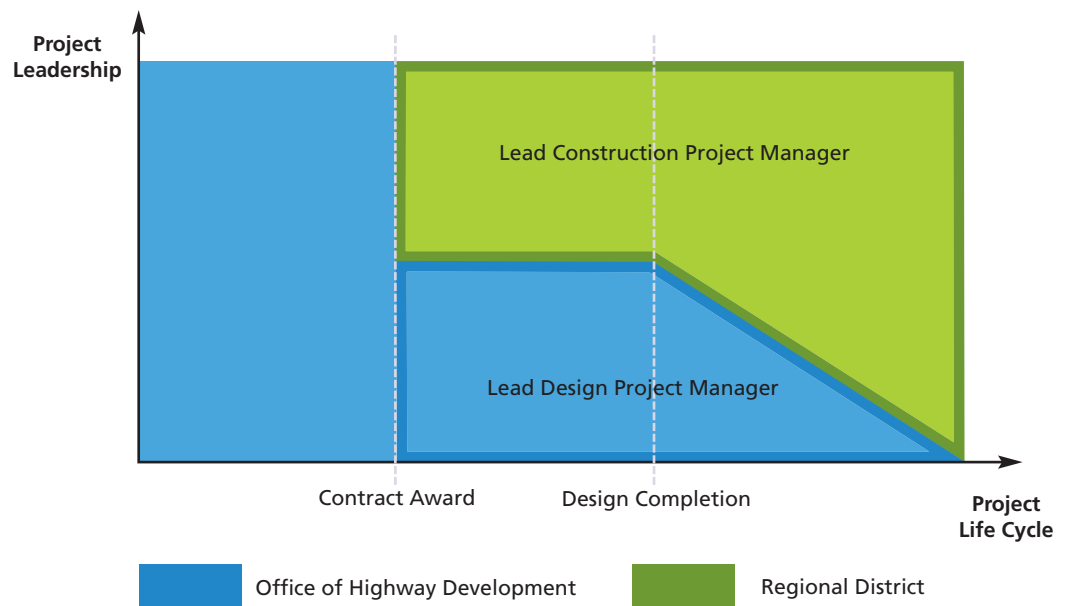 Project
Leadership
Lead Construction Project Manager
Lead Design Project Manager
Contract Award
Design Completion
Project
Life Cycle
Office of Highway Development
Regional District